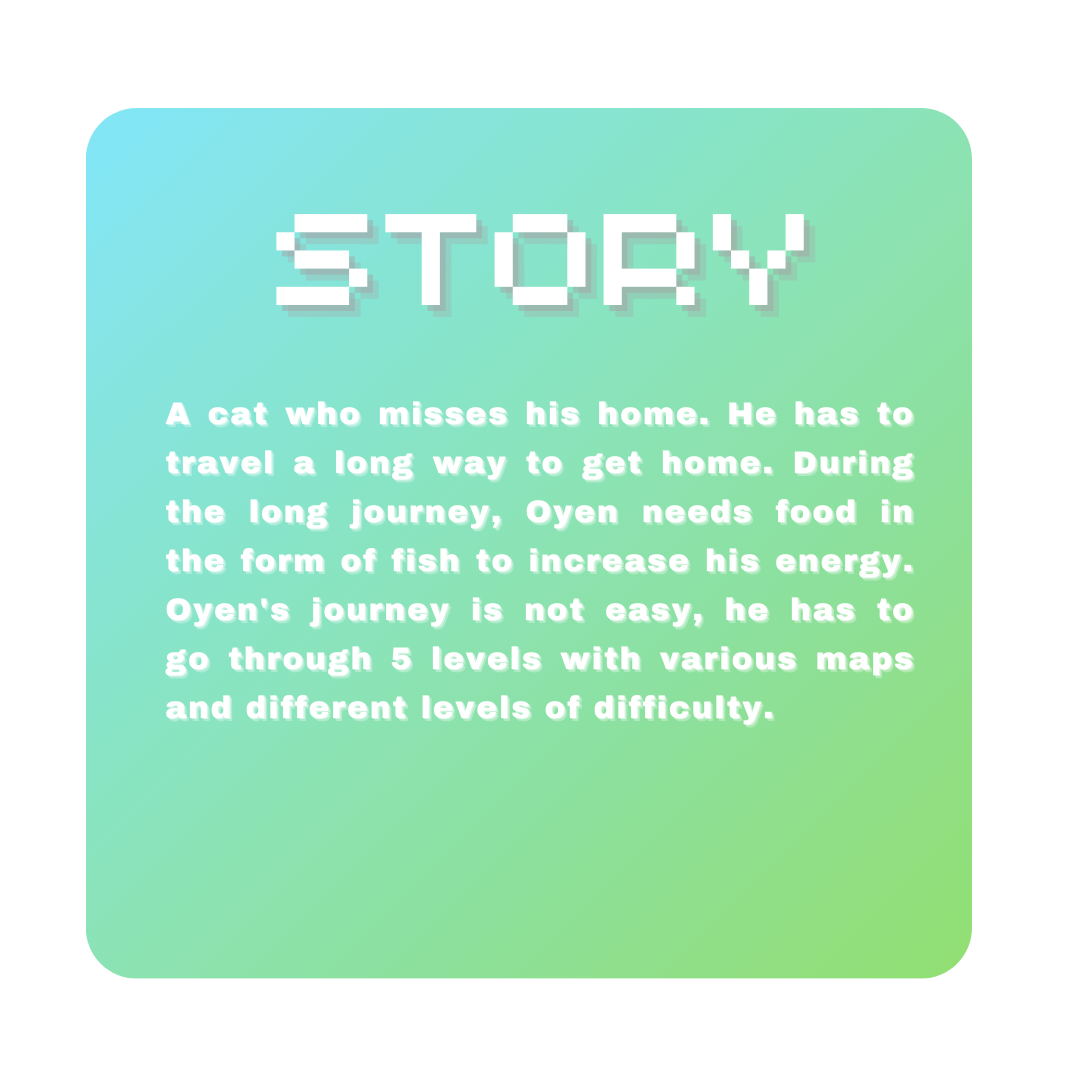 STORY
A cat who misses his home. He has to
travel a long way to get home. During
the long journey, Oyen needs food in
the form of fish to increase his energy.
Oyen's journey is not easy, he has to
go through 5 levels with various maps
and different levels of difficulty.